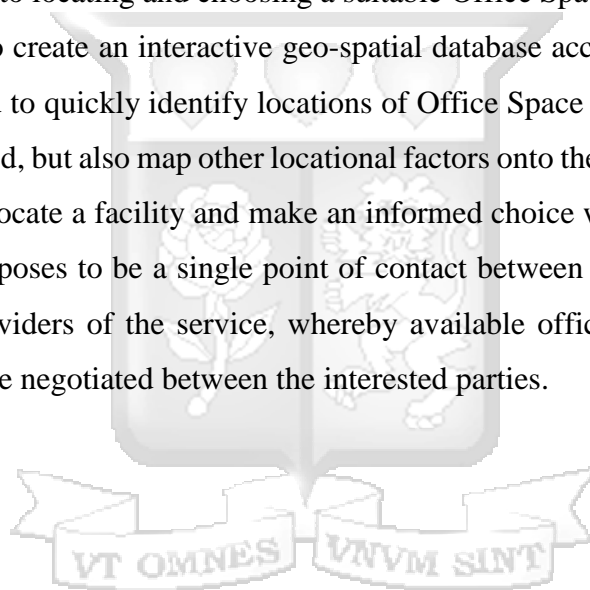 to locating and choosing a suitable Office Spa
create an interactive geo-spatial database acc
to quickly identify locations of Office Space
d, but also map other locational factors onto the
ocate a facility and make an informed choice
poses to be a single point of contact between
viders of the service, whereby available offic
e negotiated between the interested parties.
VT OMNES VNVM SINT